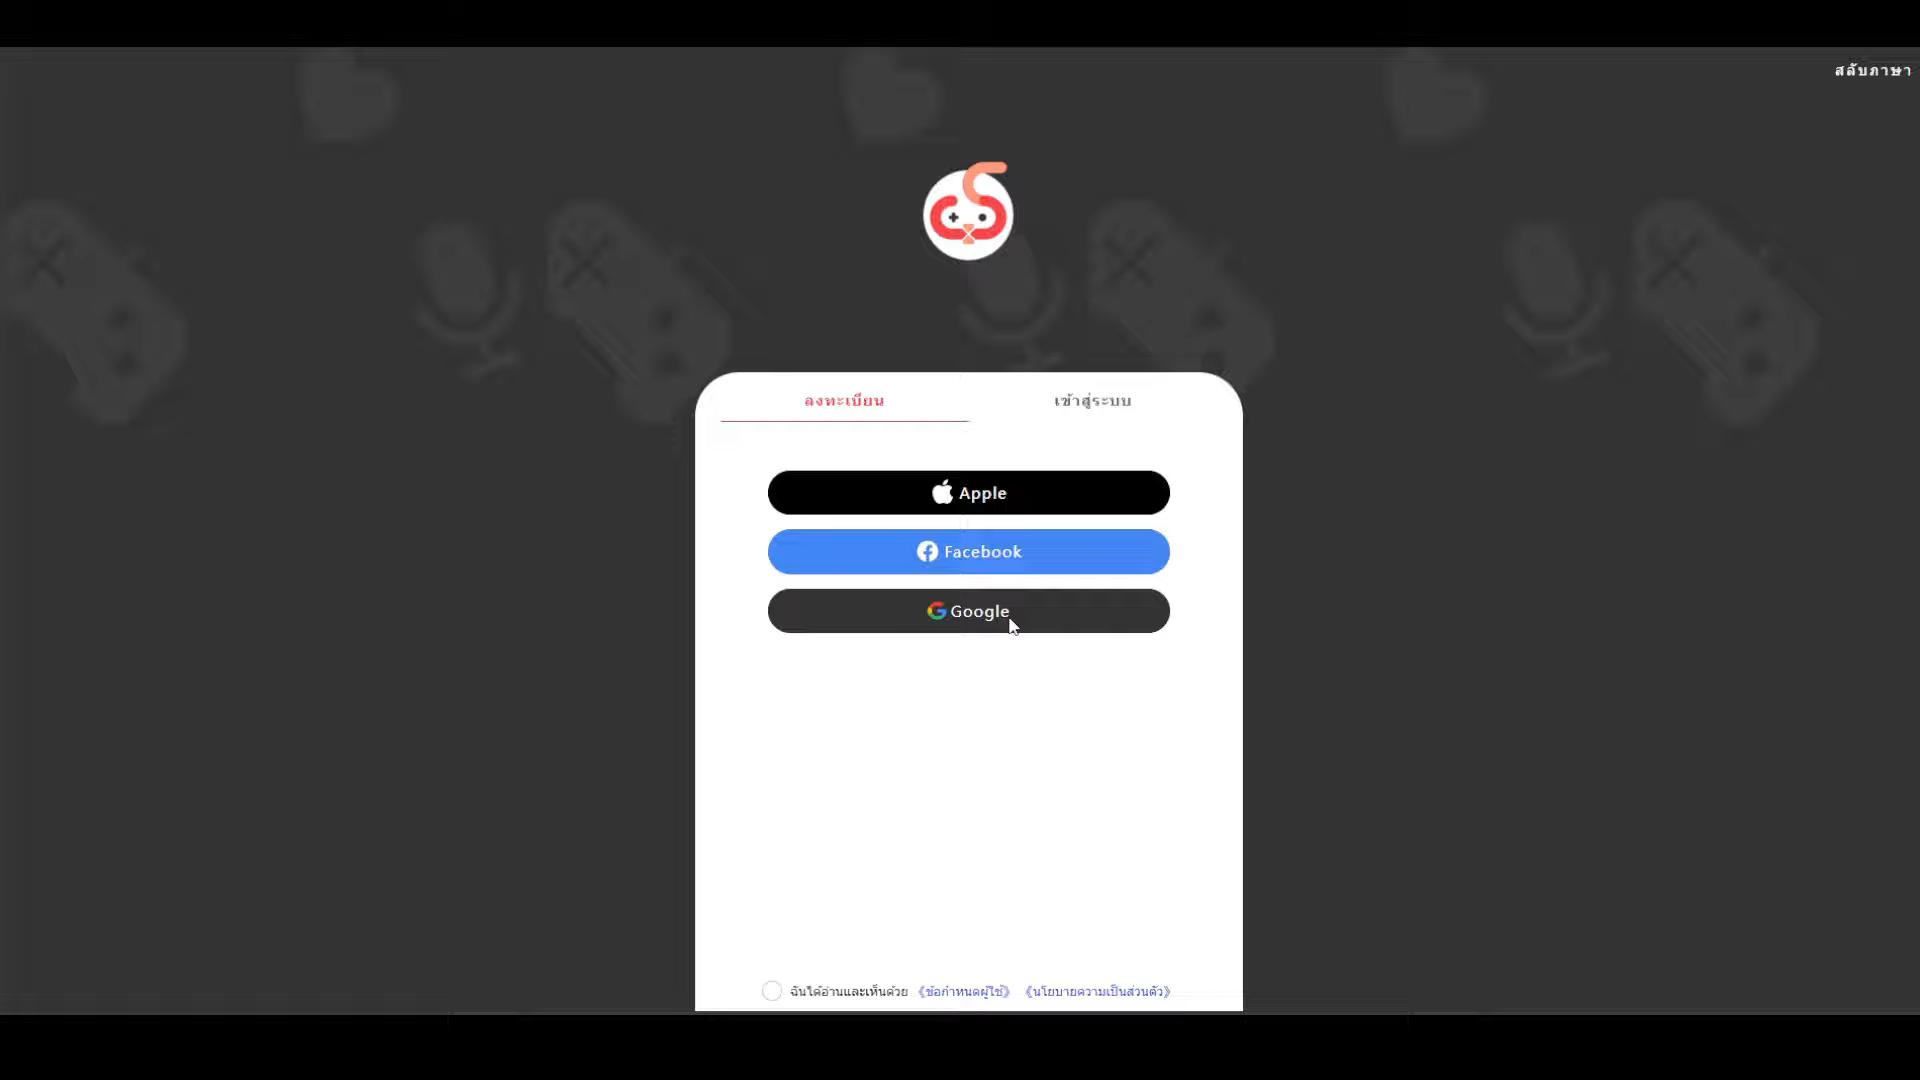 สลับภาษา
ลงทะเบียน เข้าสู่ระบบ
Apple
Facebook
Google
ฉันได้อ่านและเห็นด้วย 《ข้อกำหนดผู้ใช้》 《นโยบายความเป็นส่วนตัว》